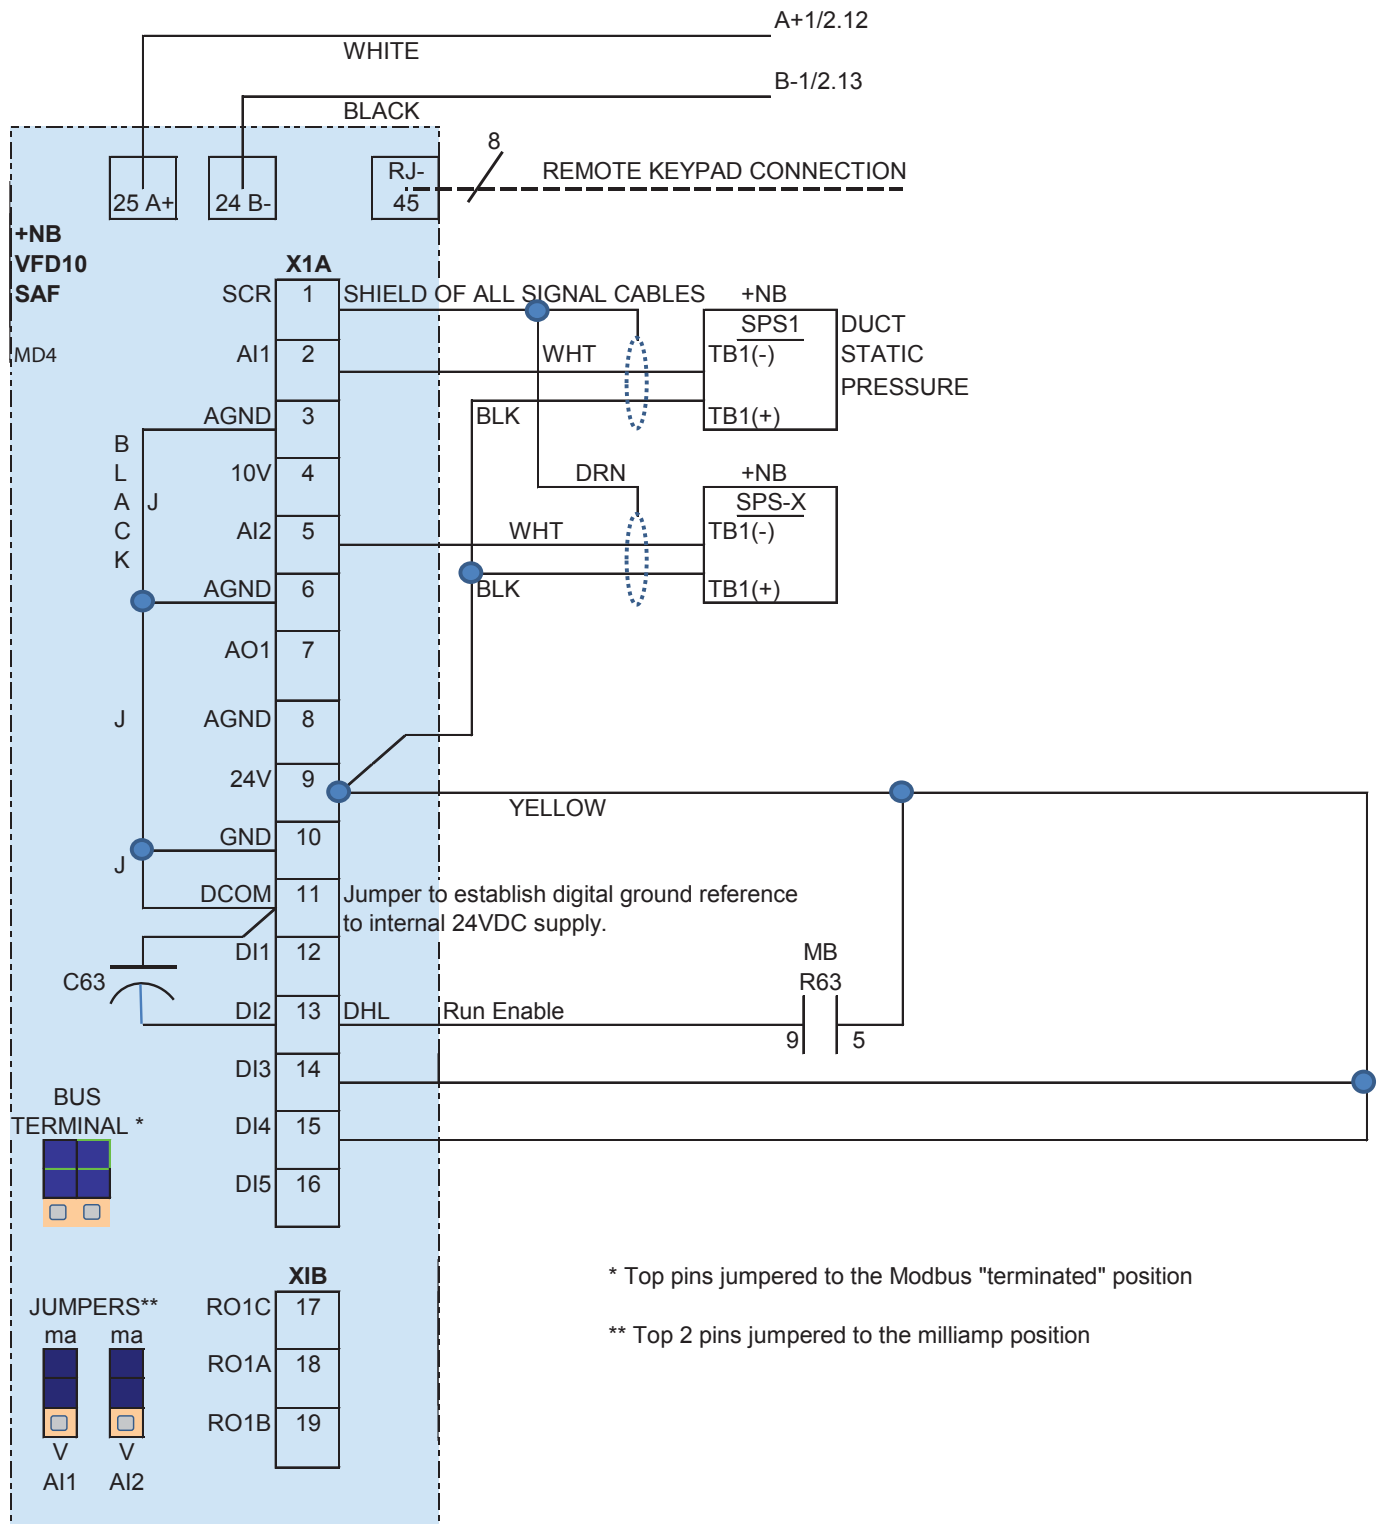 A+1/2.12
WHITE
B-1/2.13
BLACK
8
RJ-
45
REMOTE KEYPAD CONNECTION
25 A+
24 B-
+NB
VFD10
SAF
MD4
X1A
SCR 1 SHIELD OF ALL SIGNAL CABLES
+NB
SPS1
DUCT
STATIC
PRESSURE
AI1 2 WHT TB1(-)
AGND 3 BLK TB1(+)
B
L
A
C
K
J
10V 4 DRN
+NB
SPS-X
AI2 5 WHT TB1(-)
AGND 6 BLK TB1(+)
AO1 7
J
AGND 8
24V 9
YELLOW
GND 10
J
DCOM 11 Jumper to establish digital ground reference
to internal 24VDC supply.
DI1 12
MB
R63
C63
DI2 13 DHL Run Enable
9 5
DI3 14
BUS
TERMINAL *
DI4 15
DI5 16
XIB
* Top pins jumpered to the Modbus "terminated" position
JUMPERS**
RO1C 17
ma ma
** Top 2 pins jumpered to the milliamp position
RO1A 18
RO1B 19
V V
AI1 AI2